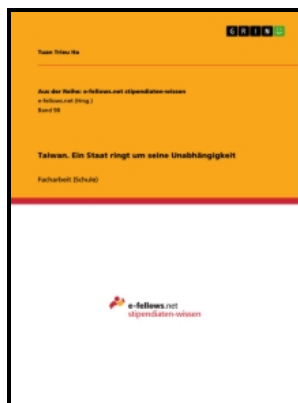 GRIN
Tuan Trieu Ha
Aus der Reihe: e-fellows.net stipendiaten-wissen
e-fellows.net (Hrsg.)
Band 98
Taiwan. Ein Staat ringt um seine Unabhängigkeit
Facharbeit (Schule)
e-fellows.net
stipendiaten-wissen